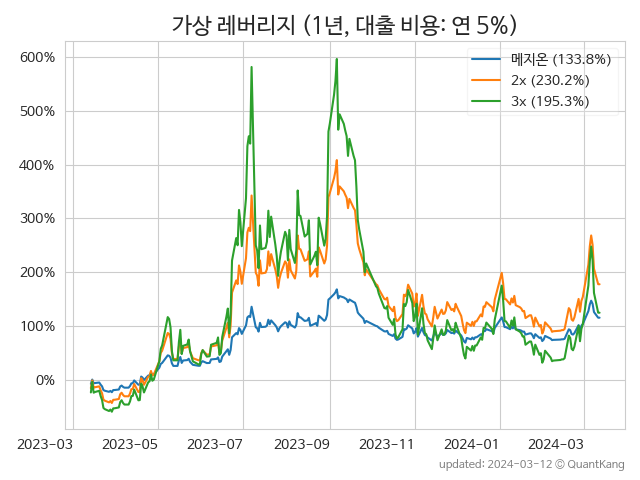 가상 레버리지 (1년, 대출 비용: 연 5%)
메지온 (133.8%)
2x (230.2%)
3x (195.3%)
600%
500%
400%
300%
200%
100%
0%
2023-03
2023-05
2023-07
2023-09
2023-11
2024-01
2024-03
updated: 2024-03-12 © QuantKang